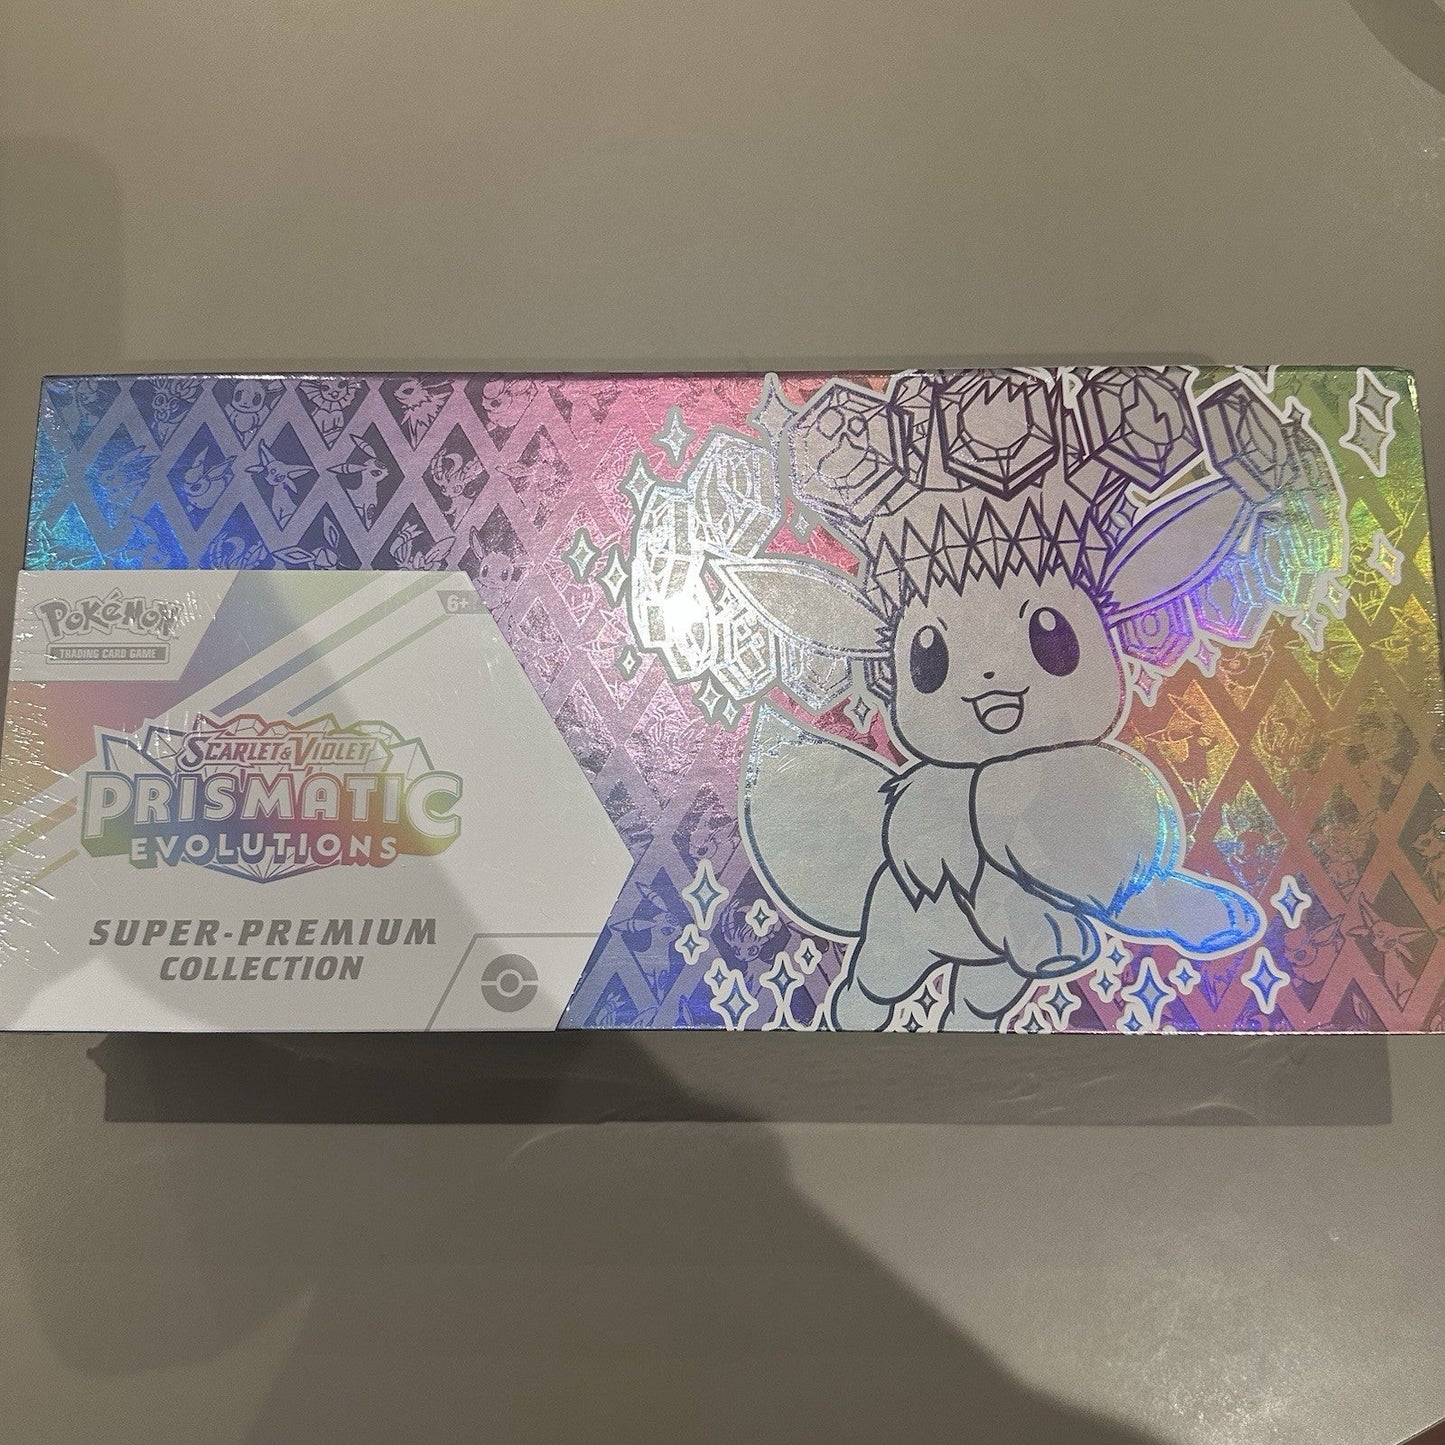 POKéMON
TRADING CARD GAME
6+
SCARLET & VIOLET
PRISMATIC
EVOLUTIONS
SUPER-PREMIUM
COLLECTION